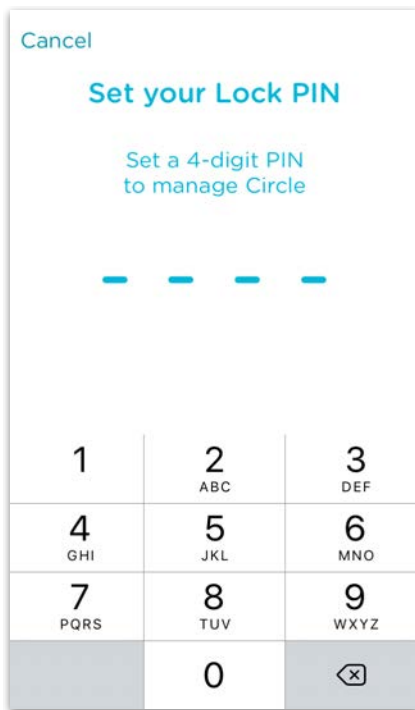 Cancel
Set your Lock PIN
Set a 4-digit PIN
to manage Circle
1 2 3
ABC DEF
4 5 6
GHI JKL MNO
7 8 9
PQRS TUV WXYZ
0